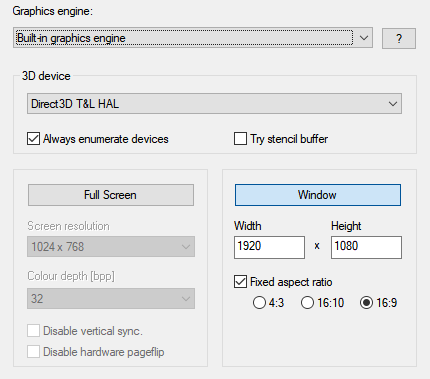 Graphics engine:
Built-in graphics engine
?
3D device
Direct3D T&L HAL
Always enumerate devices
Try stencil buffer
Full Screen
Screen resolution
1024 x 768
Colour depth [bpp]
32
Disable vertical sync.
Disable hardware pageflip
Window
Width Height
1920 x 1080
Fixed aspect ratio
4:3 16:10 16:9